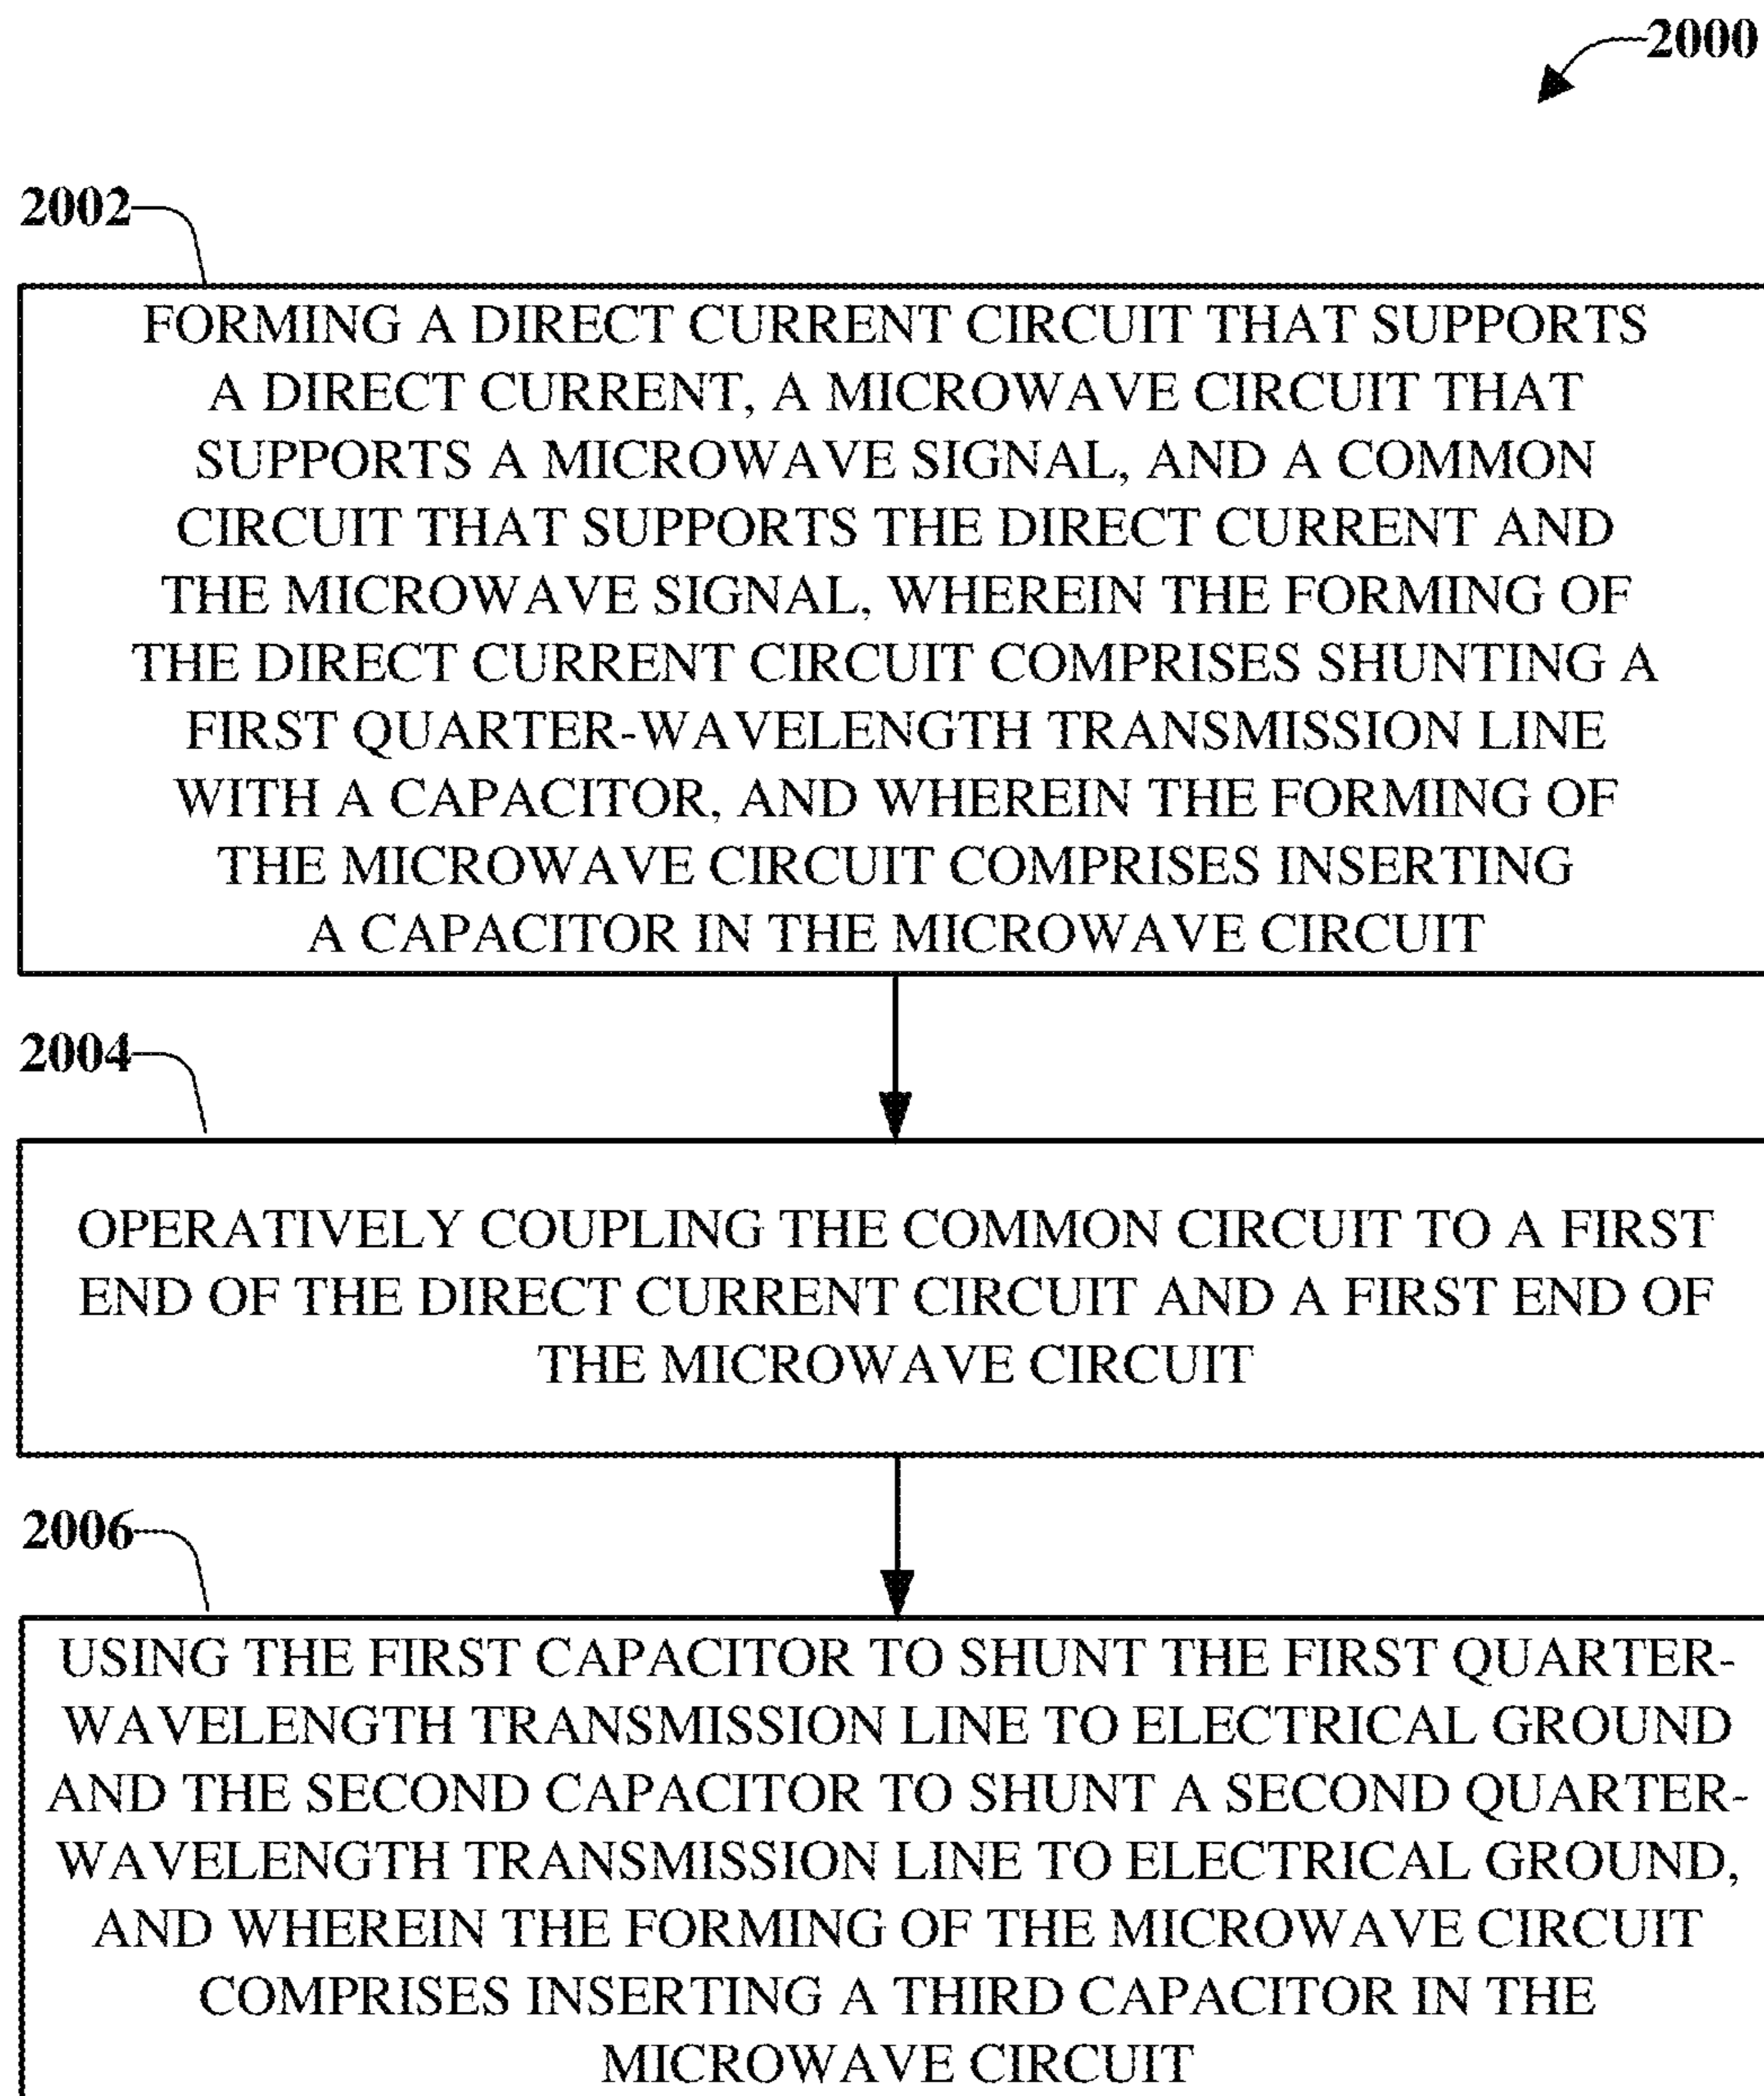 2000
2002
FORMING A DIRECT CURRENT CIRCUIT THAT SUPPORTS
A DIRECT CURRENT, A MICROWAVE CIRCUIT THAT
SUPPORTS A MICROWAVE SIGNAL, AND A COMMON
CIRCUIT THAT SUPPORTS THE DIRECT CURRENT AND
THE MICROWAVE SIGNAL, WHEREIN THE FORMING OF
THE DIRECT CURRENT CIRCUIT COMPRISES SHUNTING A
FIRST QUARTER-WAVELENGTH TRANSMISSION LINE
WITH A CAPACITOR, AND WHEREIN THE FORMING OF
THE MICROWAVE CIRCUIT COMPRISES INSERTING
A CAPACITOR IN THE MICROWAVE CIRCUIT
2004
OPERATIVELY COUPLING THE COMMON CIRCUIT TO A FIRST
END OF THE DIRECT CURRENT CIRCUIT AND A FIRST END OF
THE MICROWAVE CIRCUIT
2006
USING THE FIRST CAPACITOR TO SHUNT THE FIRST QUARTER-
WAVELENGTH TRANSMISSION LINE TO ELECTRICAL GROUND
AND THE SECOND CAPACITOR TO SHUNT A SECOND QUARTER-
WAVELENGTH TRANSMISSION LINE TO ELECTRICAL GROUND,
AND WHEREIN THE FORMING OF THE MICROWAVE CIRCUIT
COMPRISES INSERTING A THIRD CAPACITOR IN THE
MICROWAVE CIRCUIT